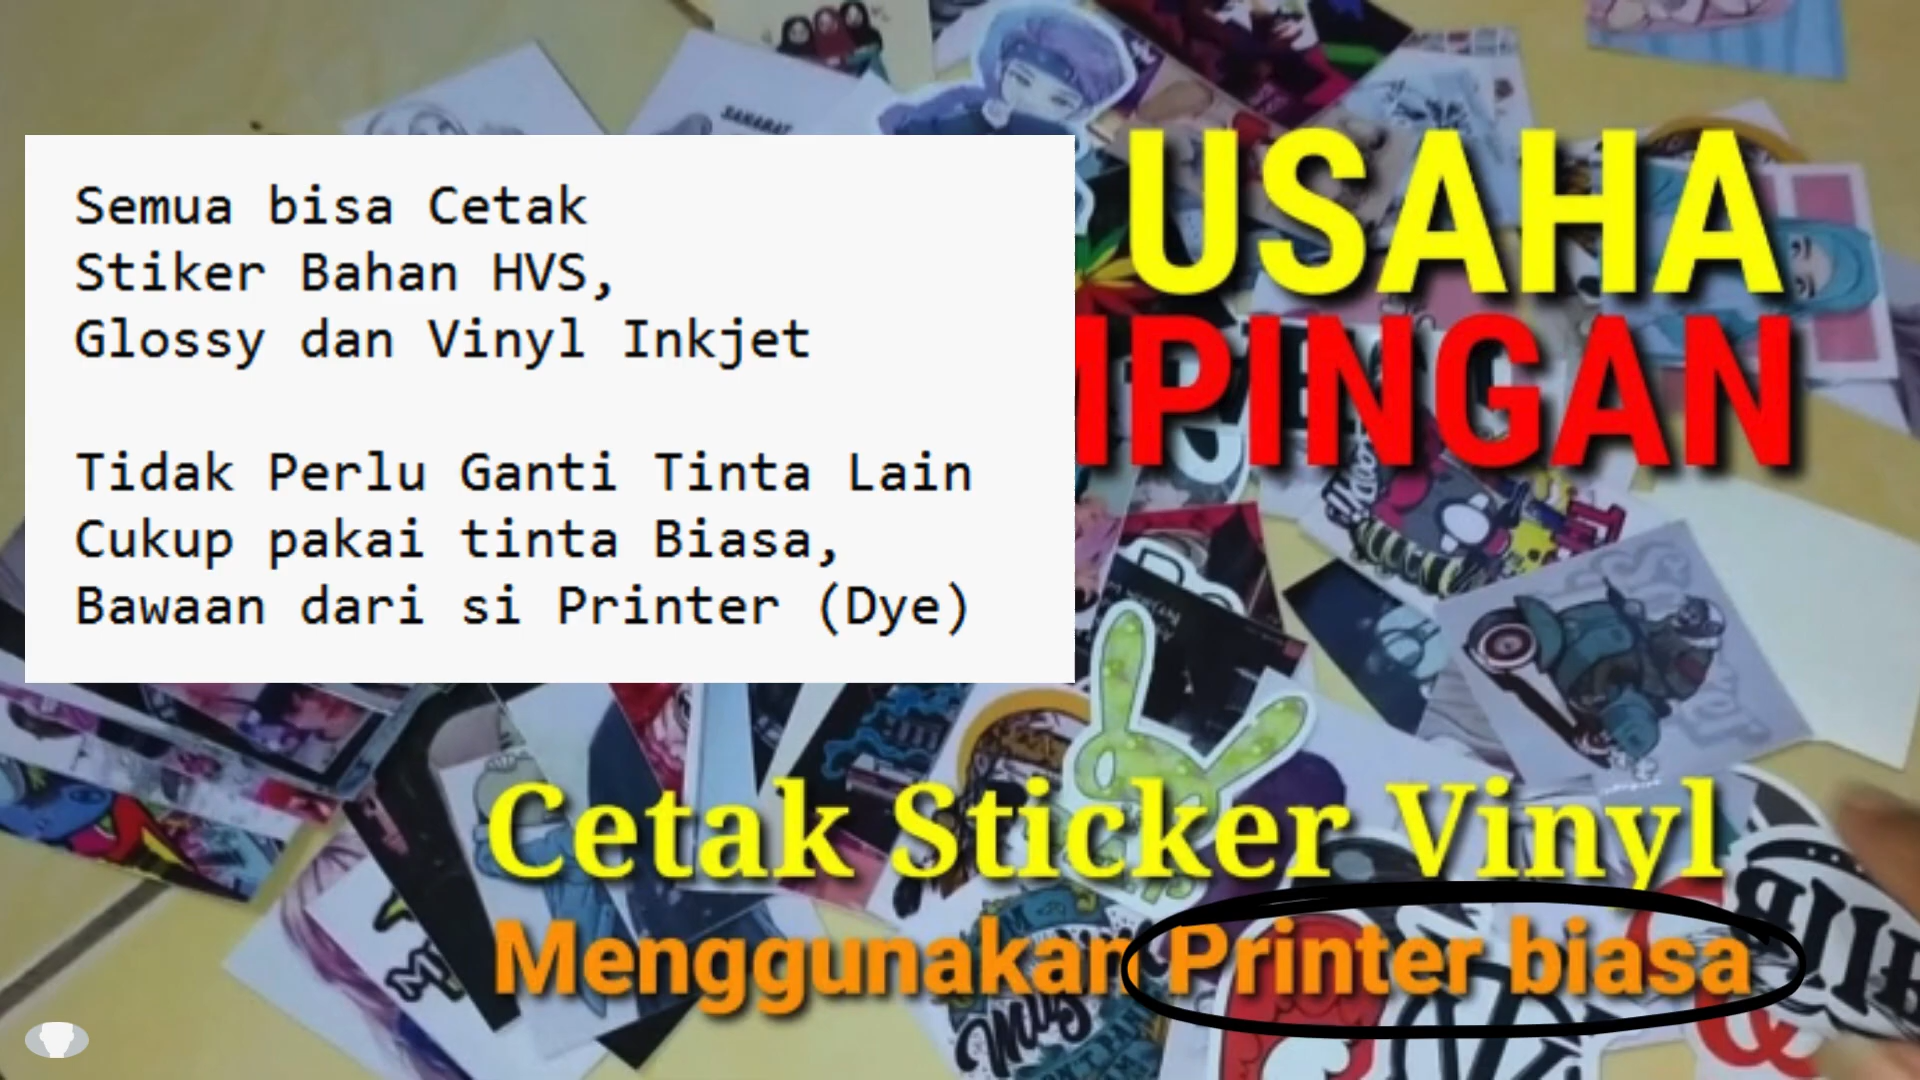 Semua bisa Cetak
Stiker Bahan HVS,
Glossy dan Vinyl Inkjet
Tidak Perlu Ganti Tinta Lain
Cukup pakai tinta Biasa,
Bawaan dari si Printer (Dye)
USAHA
MPINGAN
Cetak Sticker Vinyl
Menggunakan Printer biasa